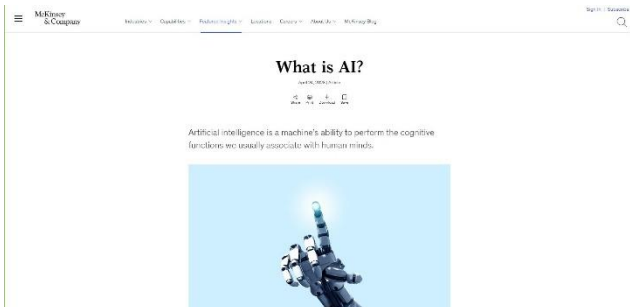 McKinsey
& Company
Industries
Capabilities
Featured Insights
Locations
Careers
About Us
McKinsey Blog
Sign In | Subscribe
What is AI?
Share
Print
Download
Save
Artificial intelligence is a machine's ability to perform the cognitive
functions we usually associate with human minds.